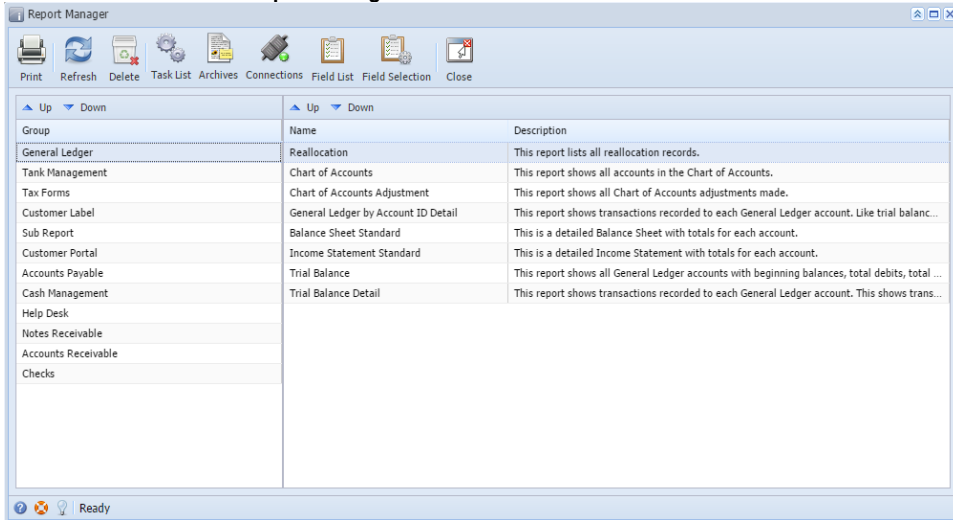 Report Manager
Print Refresh Delete Task List Archives Connections Field List Field Selection Close
Up Down Up Down
Group Name Description
General Ledger Reallocation This report lists all reallocation records.
Tank Management Chart of Accounts This report shows all accounts in the Chart of Accounts.
Tax Forms Chart of Accounts Adjustment This report shows all Chart of Accounts adjustments made.
Customer Label General Ledger by Account ID Detail This report shows transactions recorded to each General Ledger account. Like trial balanc...
Sub Report Balance Sheet Standard This is a detailed Balance Sheet with totals for each account.
Customer Portal Income Statement Standard This is a detailed Income Statement with totals for each account.
Accounts Payable Trial Balance This report shows all General Ledger accounts with beginning balances, total debits, total ...
Cash Management Trial Balance Detail This report shows transactions recorded to each General Ledger account. This shows trans...
Help Desk
Notes Receivable
Accounts Receivable
Checks
Ready